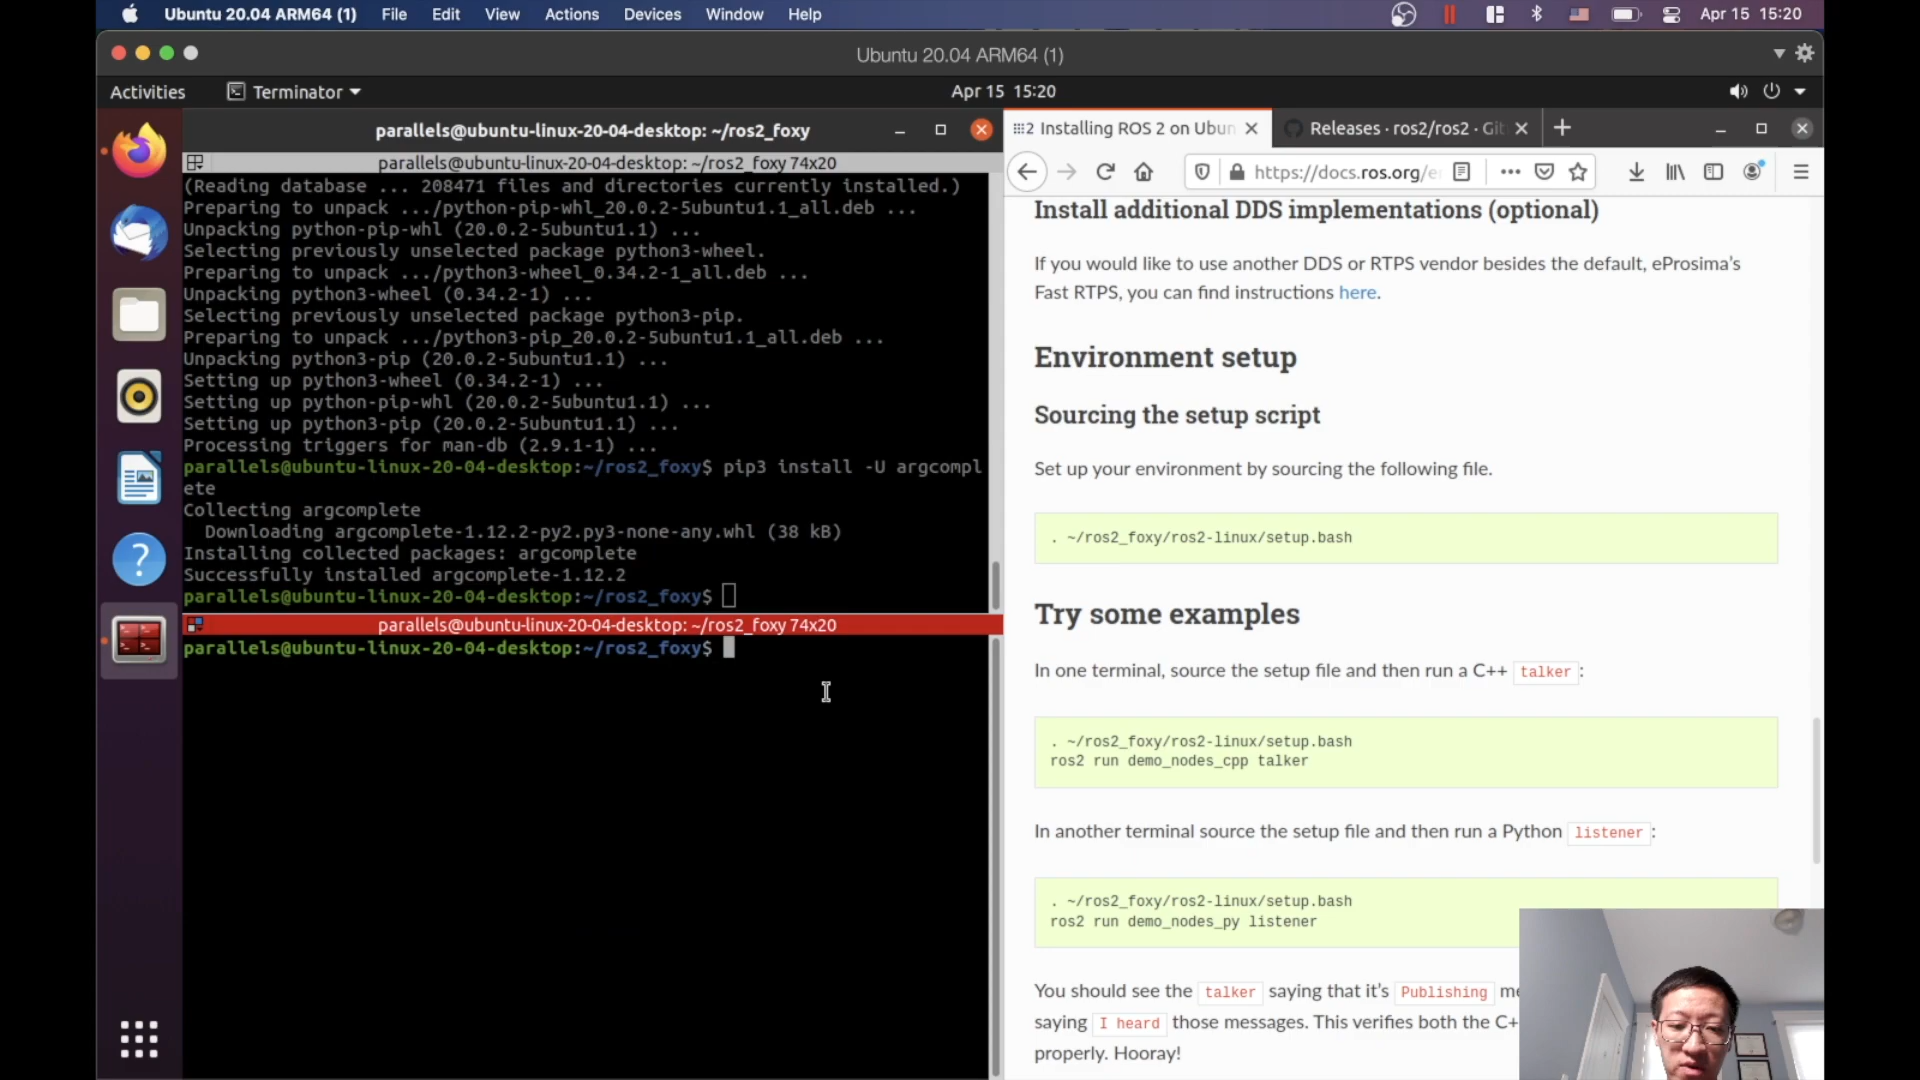 Ubuntu 20.04 ARM64 (1) File Edit View Actions Devices Window Help Apr 15 15:20
Ubuntu 20.04 ARM64 (1)
Activities Terminator Apr 15 15:20
parallels@ubuntu-linux-20-04-desktop: ~/ros2_foxy
parallels@ubuntu-linux-20-04-desktop: ~/ros2_foxy 74x20
(Reading database ... 208471 files and directories currently installed.)
Preparing to unpack .../python-pip-whl_20.0.2-5ubuntu1.1_all.deb ...
Unpacking python-pip-whl (20.0.2-5ubuntu1.1) ...
Selecting previously unselected package python3-wheel.
Preparing to unpack .../python3-wheel_0.34.2-1_all.deb ...
Unpacking python3-wheel (0.34.2-1) ...
Selecting previously unselected package python3-pip.
Preparing to unpack .../python3-pip_20.0.2-5ubuntu1.1_all.deb ...
Unpacking python3-pip (20.0.2-5ubuntu1.1) ...
Setting up python3-wheel (0.34.2-1) ...
Setting up python-pip-whl (20.0.2-5ubuntu1.1) ...
Setting up python3-pip (20.0.2-5ubuntu1.1) ...
Processing triggers for man-db (2.9.1-1) ...
parallels@ubuntu-linux-20-04-desktop:~/ros2_foxy$ pip3 install -U argcompl
ete
Collecting argcomplete
Downloading argcomplete-1.12.2-py2.py3-none-any.whl (38 kB)
Installing collected packages: argcomplete
Successfully installed argcomplete-1.12.2
parallels@ubuntu-linux-20-04-desktop:~/ros2_foxy$
parallels@ubuntu-linux-20-04-desktop: ~/ros2_foxy 74x20
parallels@ubuntu-linux-20-04-desktop:~/ros2_foxy$
Installing ROS 2 on Ubun Releases · ros2/ros2 · Git
https://docs.ros.org/e
Install additional DDS implementations (optional)
If you would like to use another DDS or RTPS vendor besides the default, eProsima's
Fast RTPS, you can find instructions here.
Environment setup
Sourcing the setup script
Set up your environment by sourcing the following file.
. ~/ros2_foxy/ros2-linux/setup.bash
Try some examples
In one terminal, source the setup file and then run a C++ talker :
. ~/ros2_foxy/ros2-linux/setup.bash
ros2 run demo_nodes_cpp talker
In another terminal source the setup file and then run a Python listener :
. ~/ros2_foxy/ros2-linux/setup.bash
ros2 run demo_nodes_py listener
You should see the talker saying that it's Publishing me
saying I heard those messages. This verifies both the C+
properly. Hooray!